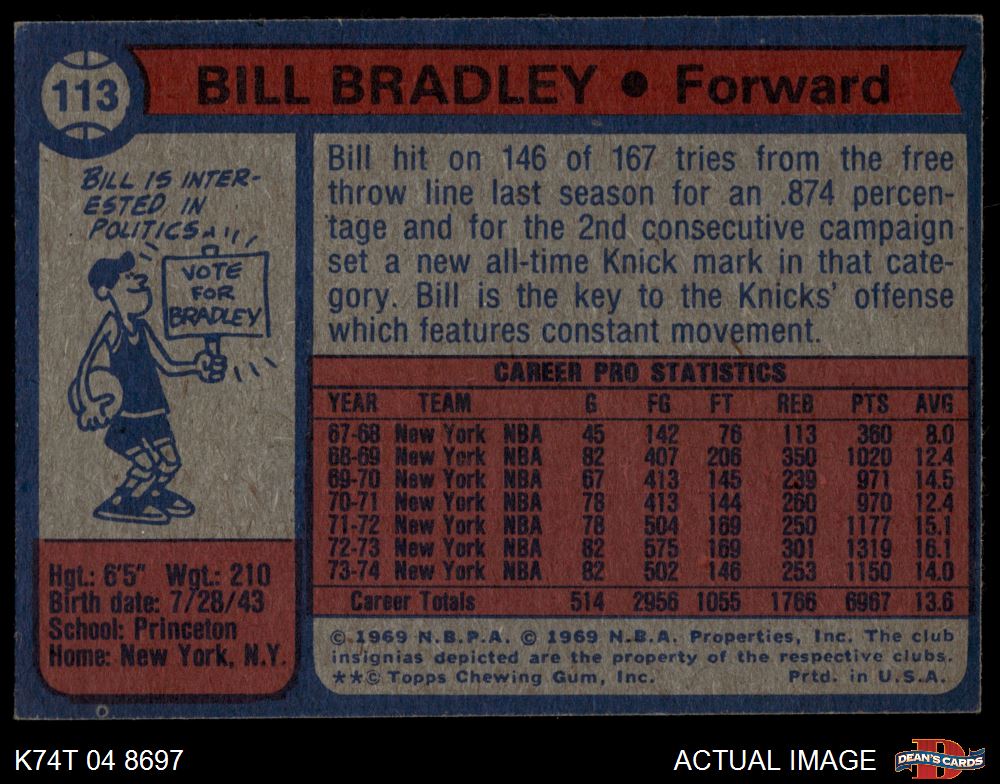 113
BILL BRADLEY ● Forward
BILL IS INTER-
ESTED IN
POLITICS...
VOTE
FOR
BRADLEY
Bill hit on 146 of 167 tries from the free
throw line last season for an .874 percen-
tage and for the 2nd consecutive campaign
set a new all-time Knick mark in that cate-
gory. Bill is the key to the Knicks' offense
which features constant movement.
CAREER PRO STATISTICS
YEAR TEAM G FG FT REB PTS AVG
67-68 New York NBA 45 142 76 113 360 8.0
68-69 New York NBA 82 407 206 350 1020 12.4
69-70 New York NBA 67 413 145 239 971 14.5
70-71 New York NBA 78 413 144 260 970 12.4
71-72 New York NBA 78 504 169 250 1177 15.1
72-73 New York NBA 82 575 169 301 1319 16.1
73-74 New York NBA 82 502 146 253 1150 14.0
Career Totals 514 2956 1055 1766 6967 13.6
Hgt.: 6'5" Wgt.: 210
Birth date: 7/28/43
School: Princeton
Home: New York, N.Y.
© 1969 N.B.P.A. © 1969 N.B.A. Properties, Inc. The club
insignias depicted are the property of the respective clubs.
**© Topps Chewing Gum, Inc. Prtd. in U.S.A.
K74T 04 8697
ACTUAL IMAGE
D
DEAN'S CARDS